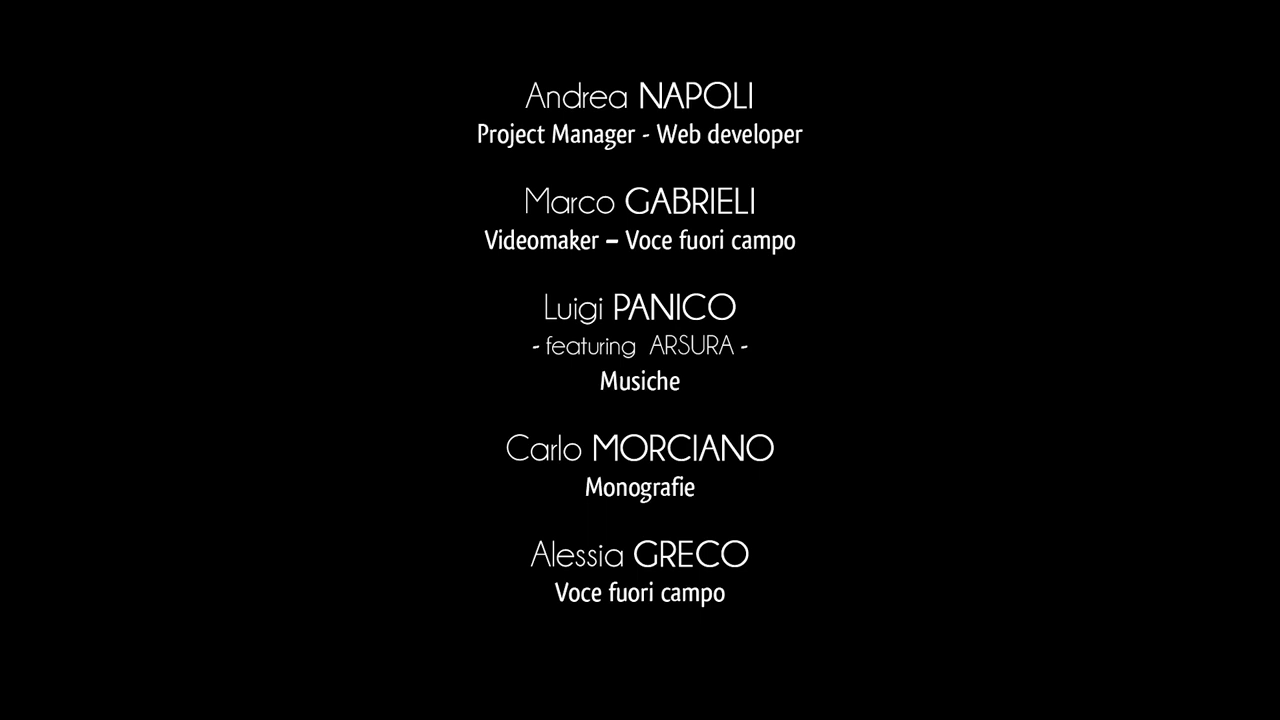 Andrea NAPOLI
Project Manager - Web developer
Marco GABRIELI
Videomaker – Voce fuori campo
Luigi PANICO
- featuring ARSURA -
Musiche
Carlo MORCIANO
Monografie
Alessia GRECO
Voce fuori campo